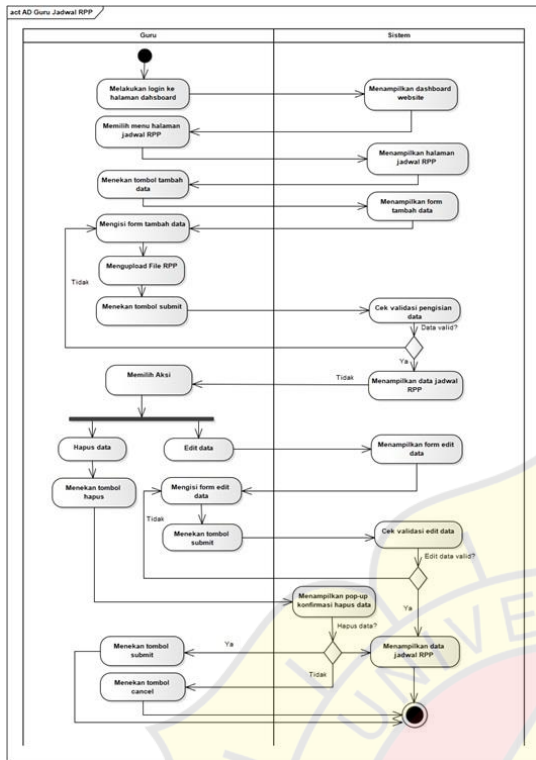 act AD Guru Jadwal RPP
Guru
Sistem
Melakukan login ke
halaman dahsboard
Menampilkan dashboard
website
Memilih menu halaman
jadwal RPP
Menampilkan halaman
jadwal RPP
Menekan tombol tambah
data
Menampilkan form
tambah data
Mengisi form tambah data
Mengupload File RPP
Tidak
Menekan tombol submit
Cek validasi pengisian
data
Data valid?
Ya
Memilih Aksi
Tidak
Menampilkan data jadwal
RPP
Hapus data
Edit data
Menampilkan form edit
data
Menekan tombol
hapus
Mengisi form edit
data
Tidak
Menekan tombol
submit
Cek validasi edit data
Edit data valid?
Menampilkan pop-up
konfirmasi hapus data
Ya
Hapus data?
Menekan tombol
submit
Ya
Menampilkan data
jadwal RPP
Tidak
Menekan tombol
cancel
UNIVE